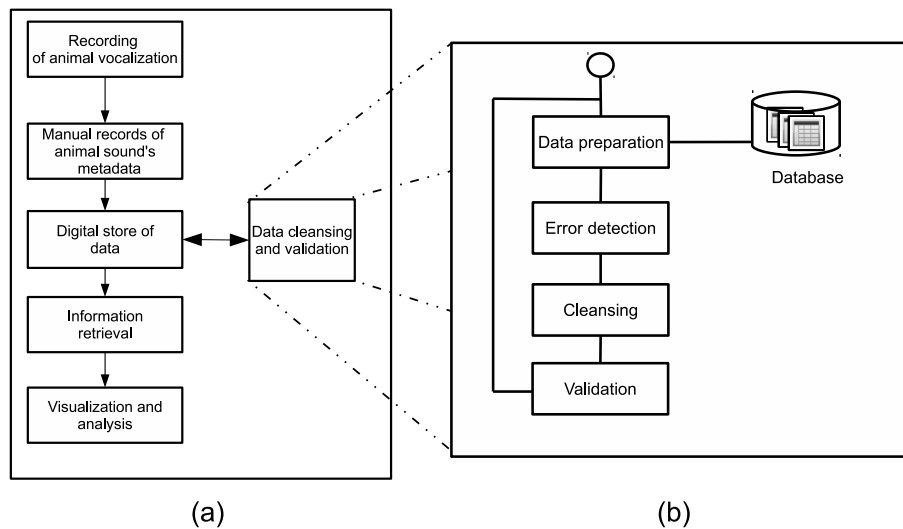 Recording
of animal vocalization
Manual records of
animal sound's
metadata
Digital store of
data
Data cleansing
and validation
Information
retrieval
Visualization and
analysis
(a)
Data preparation
Database
Error detection
Cleansing
Validation
(b)